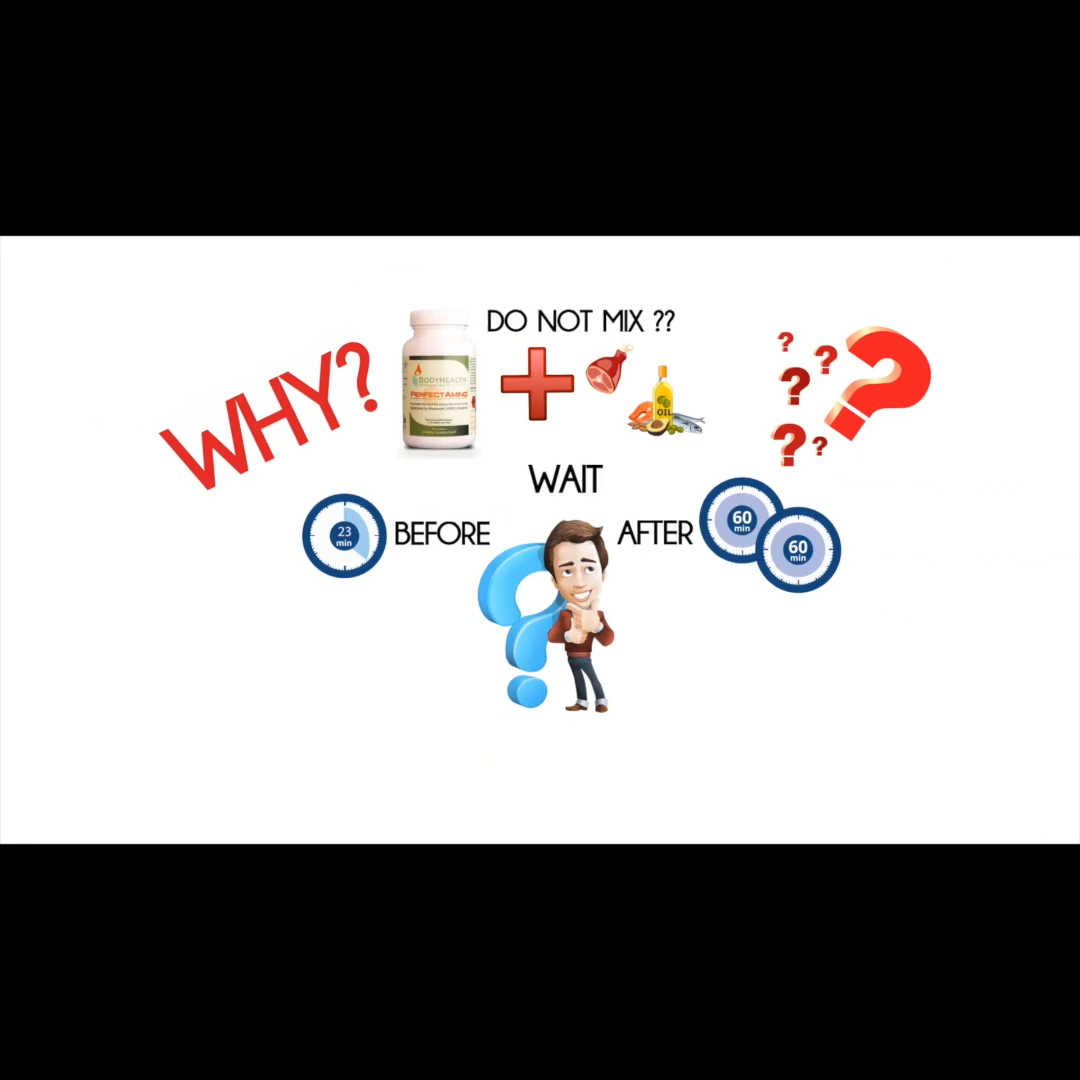 WHY?
DO NOT MIX ??
BODYHEALTH
PERFECTAMINO
OIL
WAIT
23
min
BEFORE
AFTER
60
min
60
min